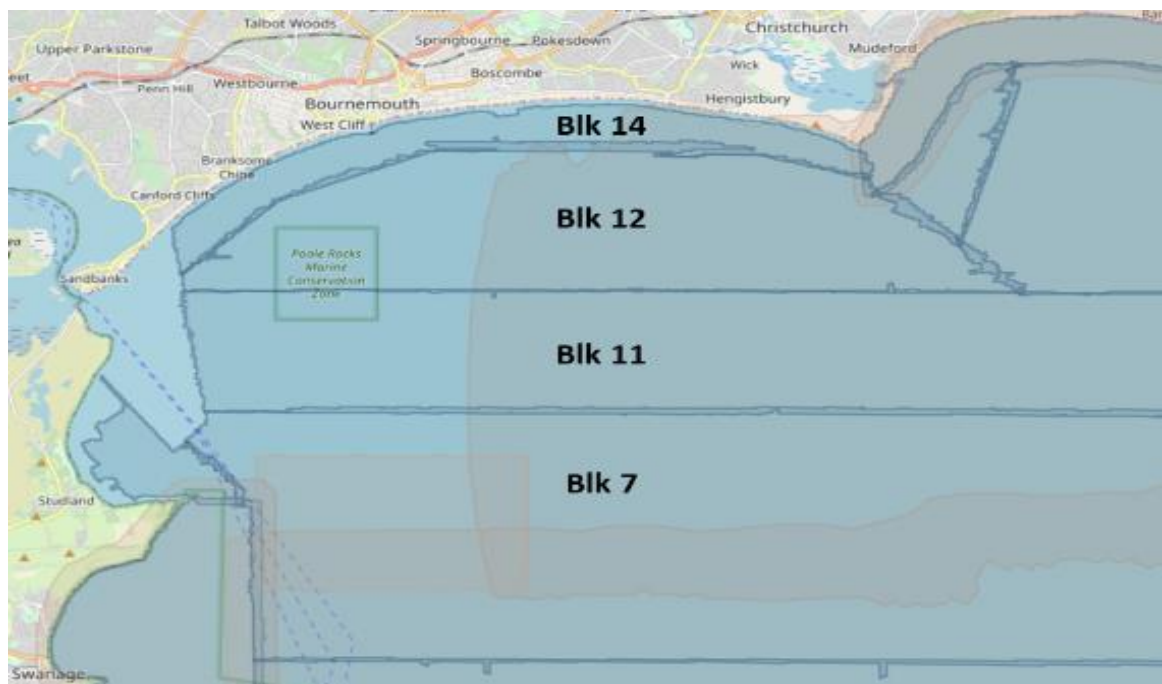 Talbot Woods
Christchurch
Upper Parkstone
Springbourne
Pokesdown
Mudeford
Wick
Westbourne
Penn Hill
Boscombe
Bournemouth
Hengistbury
West Cliff
Blk 14
Branksome
Chine
Canford Cliffs
Blk 12
Poole Rocks
Marine
Conservation
Zone
Sandbanks
Blk 11
Blk 7
Studland
Swanage